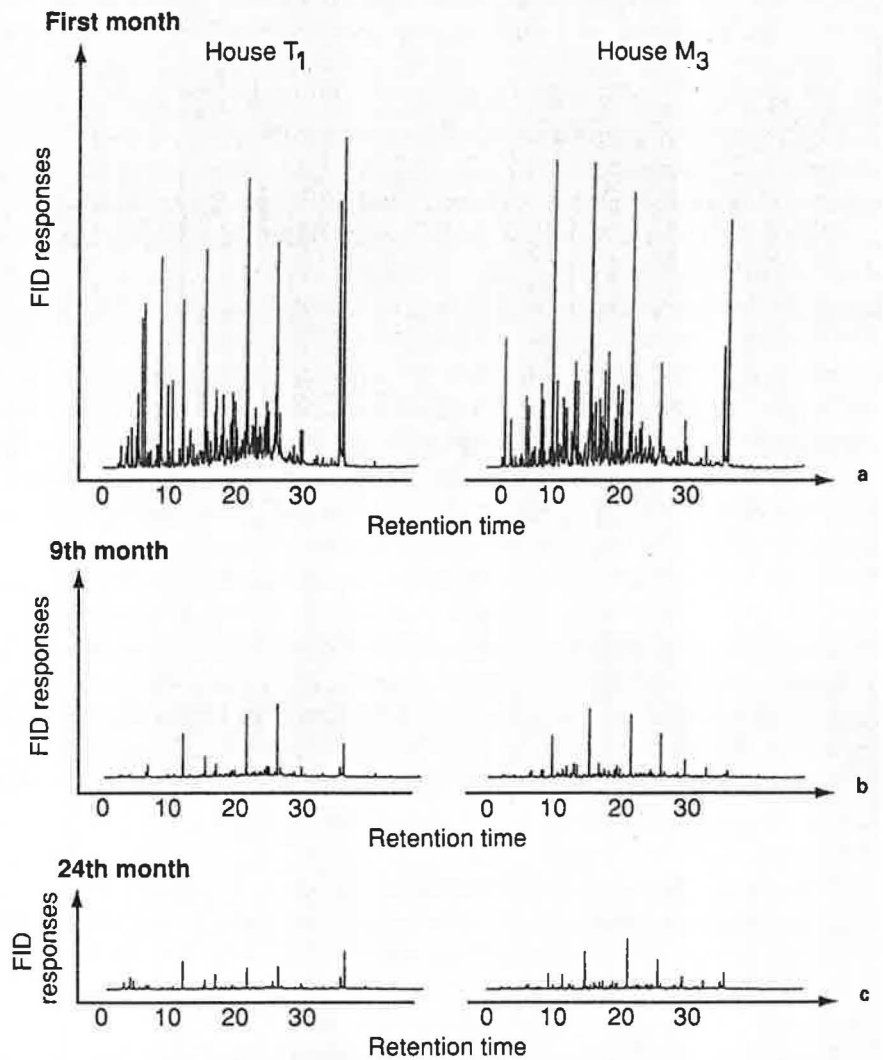 First month
House T1
House M3
FID responses
0 10 20 30
0 10 20 30
a
Retention time
9th month
FID responses
0 10 20 30
0 10 20 30
b
Retention time
24th month
FID
responses
0 10 20 30
0 10 20 30
c
Retention time